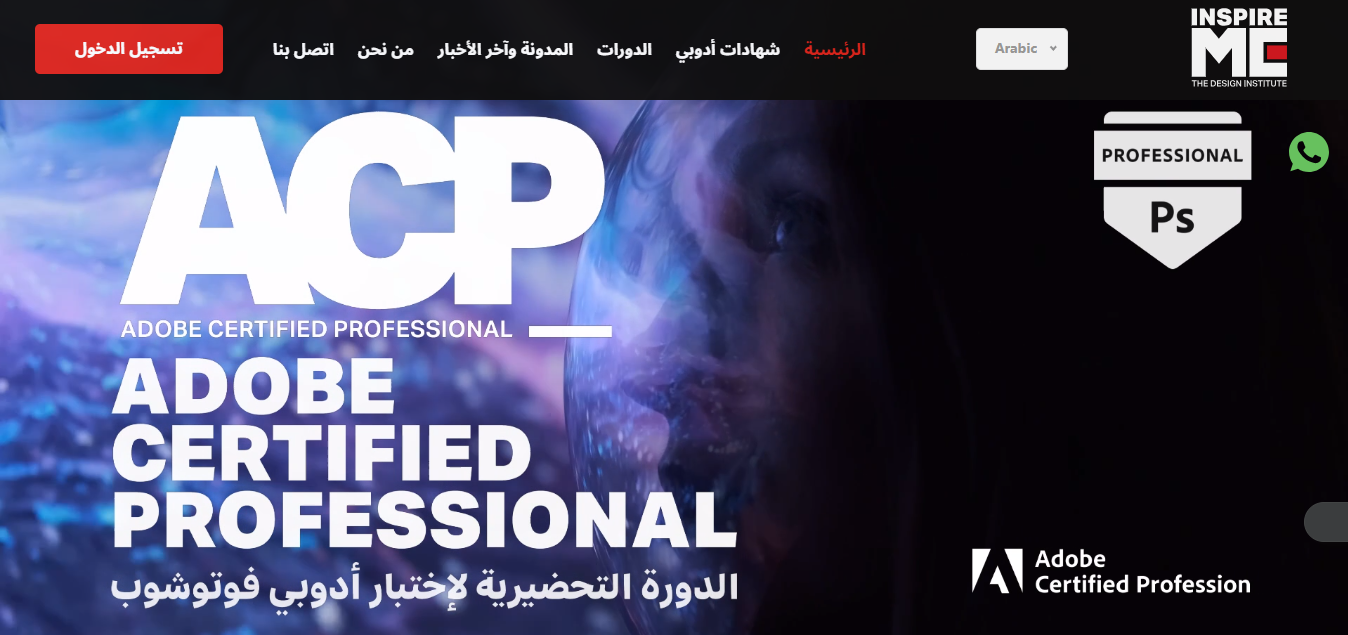 INSPIRE
ME
THE DESIGN INSTITUTE
Arabic
الرئيسية
شهادات أدوبي
الدورات
المدونة وآخر الأخبار
من نحن
اتصل بنا
تسجيل الدخول
ACP
ADOBE CERTIFIED PROFESSIONAL
PROFESSIONAL
Ps
ADOBE
CERTIFIED
PROFESSIONAL
الدورة التحضيرية لإختبار أدوبي فوتوشوب
Adobe
Certified Profession